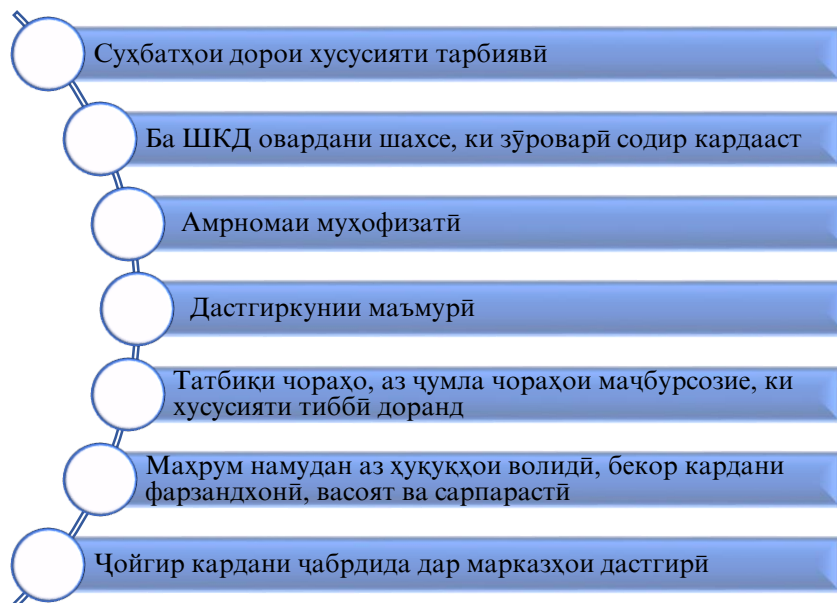 Суҳбатҳои дорои хусусияти тарбиявӣ
Ба ШКД овардани шахсе, ки зӯроварӣ содир кардааст
Амрномаи муҳофизатӣ
Дастгиркунии маъмурӣ
Татбиқи чораҳо, аз ҷумла чораҳои маҷбурсозие, ки
хусусияти тиббӣ доранд
Маҳрум намудан аз ҳуқуқҳои волидӣ, бекор кардани
фарзандхонӣ, васоят ва сарпарастӣ
Ҷойгир кардани ҷабрдида дар марказҳои дастгирӣ